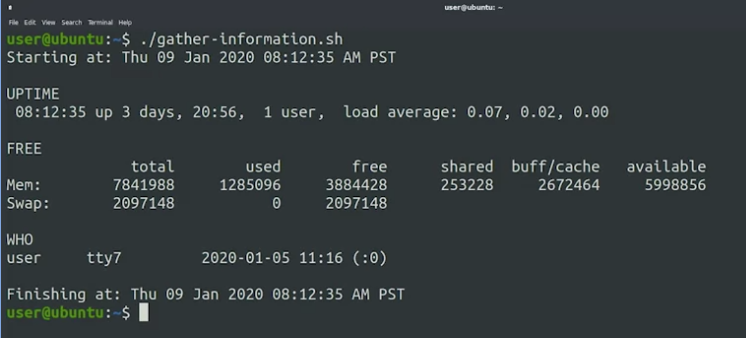 user@ubuntu: ~
File Edit View Search Terminal Help
user@ubuntu:~$ ./gather-information.sh
Starting at: Thu 09 Jan 2020 08:12:35 AM PST

UPTIME
 08:12:35 up 3 days, 20:56,  1 user,  load average: 0.07, 0.02, 0.00

FREE
              total        used        free      shared  buff/cache   available
Mem:        7841988     1285096     3884428      253228     2672464     5998856
Swap:       2097148           0     2097148

WHO
user     tty7         2020-01-05 11:16 (:0)

Finishing at: Thu 09 Jan 2020 08:12:35 AM PST
user@ubuntu:~$